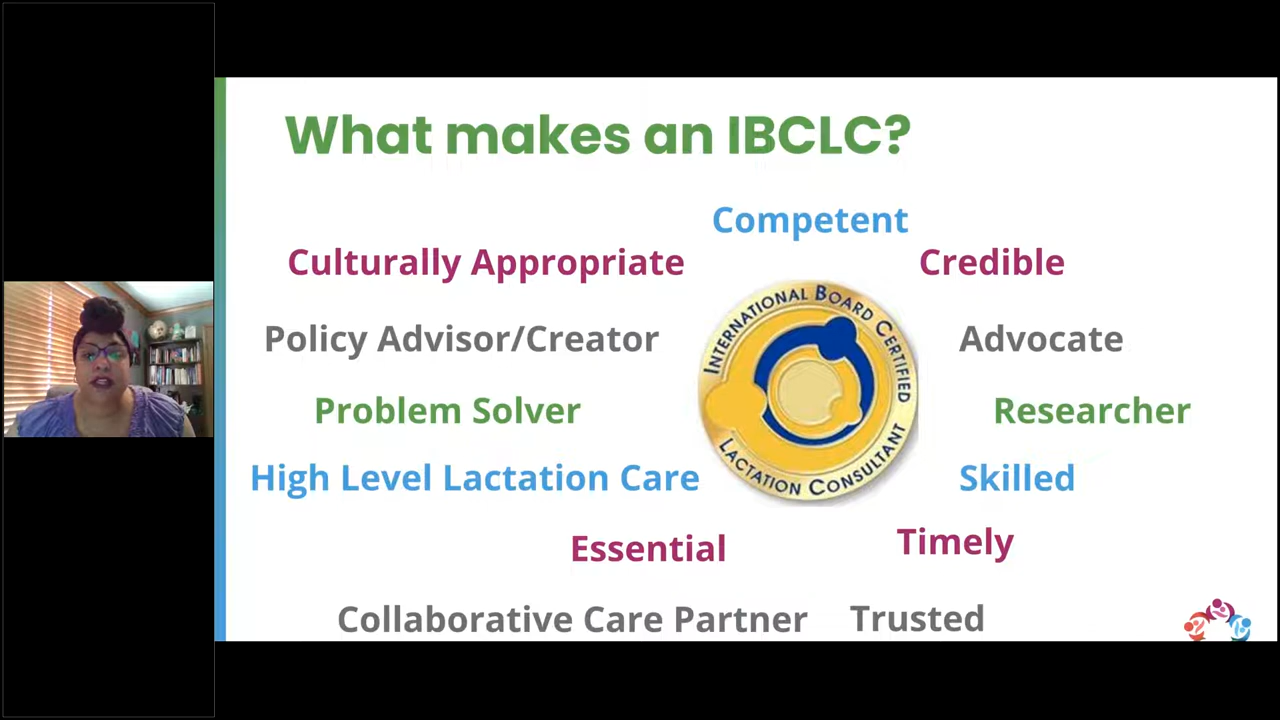 What makes an IBCLC?
Competent
Culturally Appropriate
Credible
Policy Advisor/Creator
Advocate
INTERNATIONAL BOARD CERTIFIED
LACTATION CONSULTANT
Problem Solver
Researcher
High Level Lactation Care
Skilled
Essential
Timely
Collaborative Care Partner
Trusted